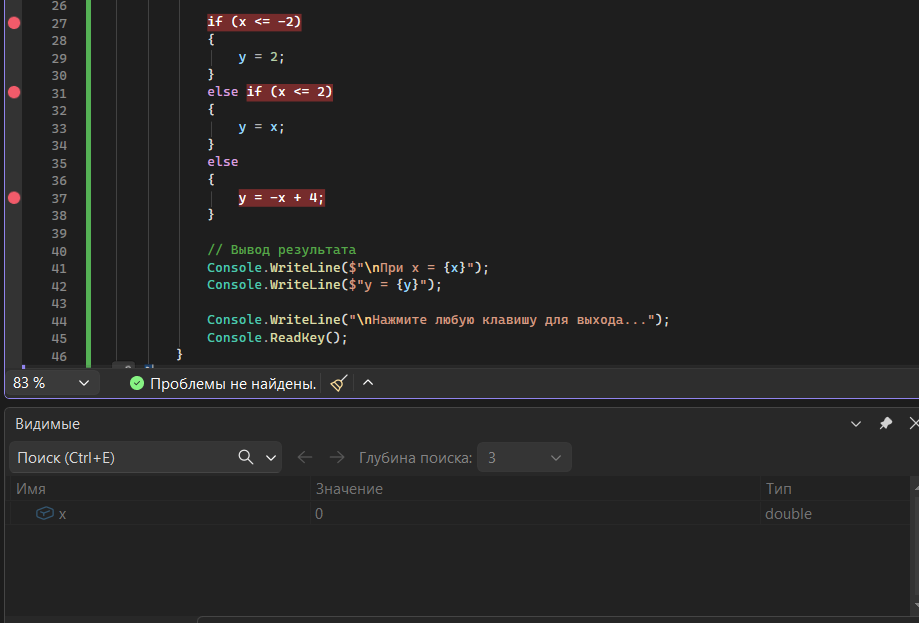 26
27 if (x <= -2)
28 {
29 y = 2;
30 }
31 else if (x <= 2)
32 {
33 y = x;
34 }
35 else
36 {
37 y = -x + 4;
38 }
39
40 // Вывод результата
41 Console.WriteLine($"\nПри x = {x}");
42 Console.WriteLine($"y = {y}");
43
44 Console.WriteLine("\nНажмите любую клавишу для выхода...");
45 Console.ReadKey();
46 }
83 % Проблемы не найдены.
Видимые
Поиск (Ctrl+E) Глубина поиска: 3
Имя Значение Тип
x 0 double